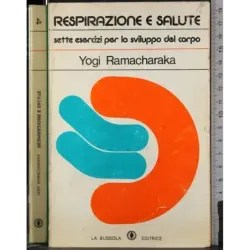 RESPIRAZIONE E SALUTE
sette esercizi per lo sviluppo del corpo
Yogi Ramacharaka
LA BUSSOLA EDITRICE
4